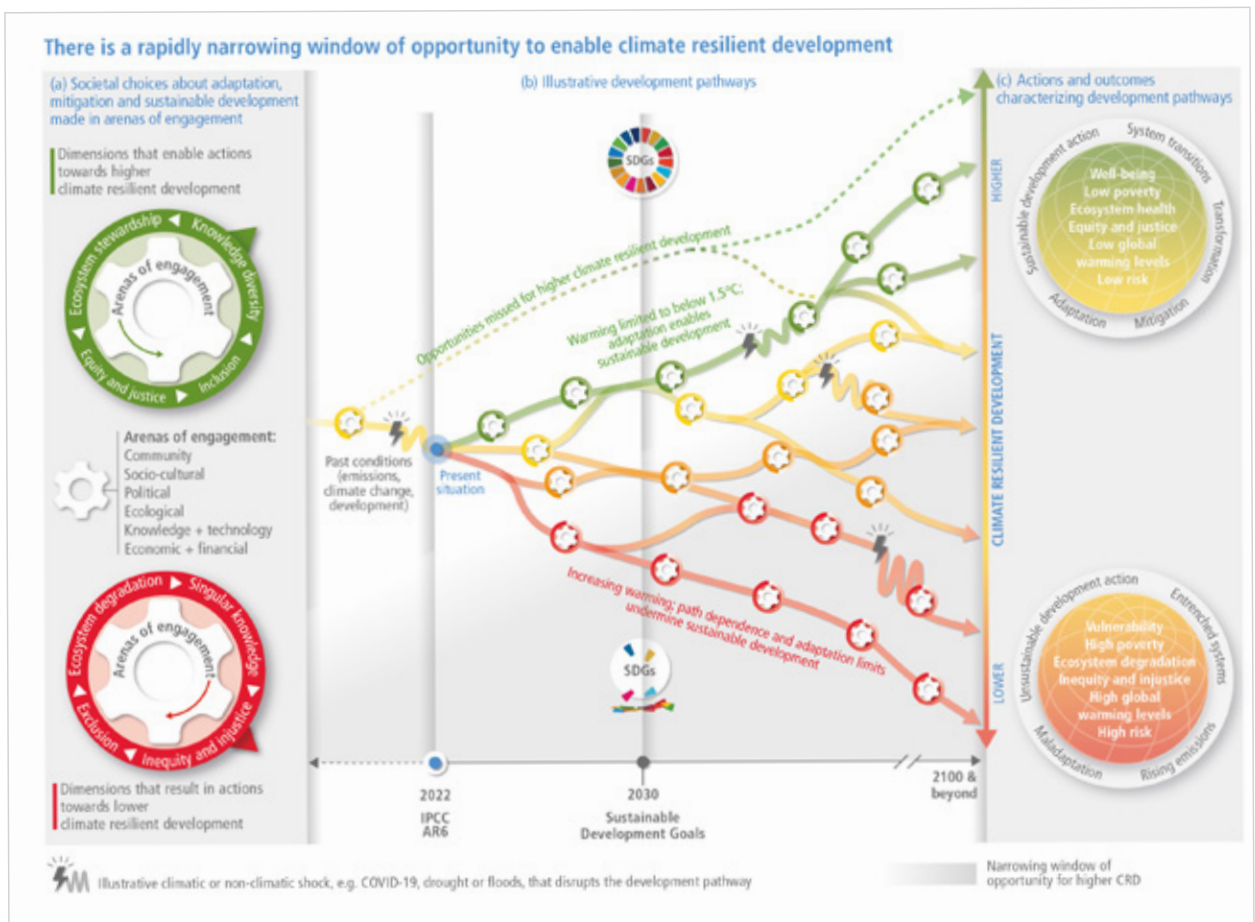 There is a rapidly narrowing window of opportunity to enable climate resilient development
(a) Societal choices about adaptation,
mitigation and sustainable development
made in arenas of engagement
Dimensions that enable actions
towards higher
climate resilient development
Ecosystem stewardship
Knowledge diversity
Equity and justice
Inclusion
Arenas of engagement
Arenas of engagement:
Community
Socio-cultural
Political
Ecological
Knowledge + technology
Economic + financial
Ecosystem degradation
Singular knowledge
Exclusion
Inequity and injustice
Arenas of engagement
Dimensions that result in actions
towards lower
climate resilient development
(b) Illustrative development pathways
SDGs
Opportunities missed for higher climate resilient development
Warming limited to below 1.5°C;
adaptation enables
sustainable development
Past conditions
(emissions,
climate change,
development)
Present
situation
Increasing warming; path dependence and adaptation limits
undermine sustainable development
SDGs
2022
IPCC
AR6
2030
Sustainable
Development Goals
2100 &
beyond
HIGHER
CLIMATE RESILIENT DEVELOPMENT
LOWER
(c) Actions and outcomes
characterizing development pathways
Sustainable development action
System transitions
Transformation
Mitigation
Adaptation
Well-being
Low poverty
Ecosystem health
Equity and justice
Low global
warming levels
Low risk
Unsustainable development action
Entrenched systems
Rising emissions
Maladaptation
Vulnerability
High poverty
Ecosystem degradation
Inequity and injustice
High global
warming levels
High risk
Illustrative climatic or non-climatic shock, e.g. COVID-19, drought or floods, that disrupts the development pathway
Narrowing window of
opportunity for higher CRD